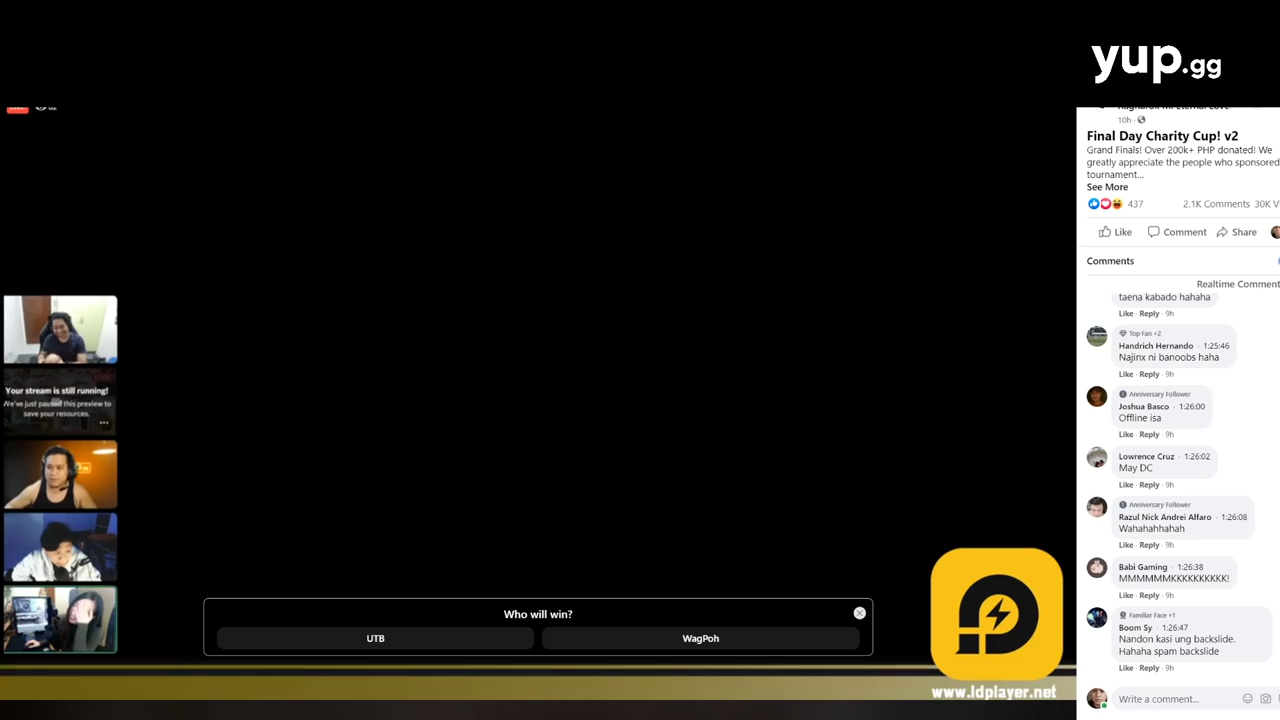 yup.gg
Ragnarok M: Eternal Love.
10h
Final Day Charity Cup! v2
Grand Finals! Over 200k+ PHP donated! We
greatly appreciate the people who sponsored
tournament...
See More
437
2.1K Comments 30K V
Like Comment Share
Comments
Realtime Comment
taena kabado hahaha
Like · Reply · 9h
Top Fan +2
Handrich Hernando · 1:25:46
Najinx ni banoobs haha
Like · Reply · 9h
Anniversary Follower
Joshua Basco · 1:26:00
Offline isa
Like · Reply · 9h
Lowrence Cruz · 1:26:02
May DC
Like · Reply · 9h
Anniversary Follower
Razul Nick Andrei Alfaro · 1:26:08
Wahahahhahah
Like · Reply · 9h
Babi Gaming · 1:26:38
MMMMMMKKKKKKKKKK!
Like · Reply · 9h
Familiar Face +1
Boom Sy · 1:26:47
Nandon kasi ung backslide.
Hahaha spam backslide
Like · Reply · 9h
Write a comment...
Your stream is still running!
We've just paused this preview to
save your resources.
Who will win?
UTB
WagPoh
www.ldplayer.net